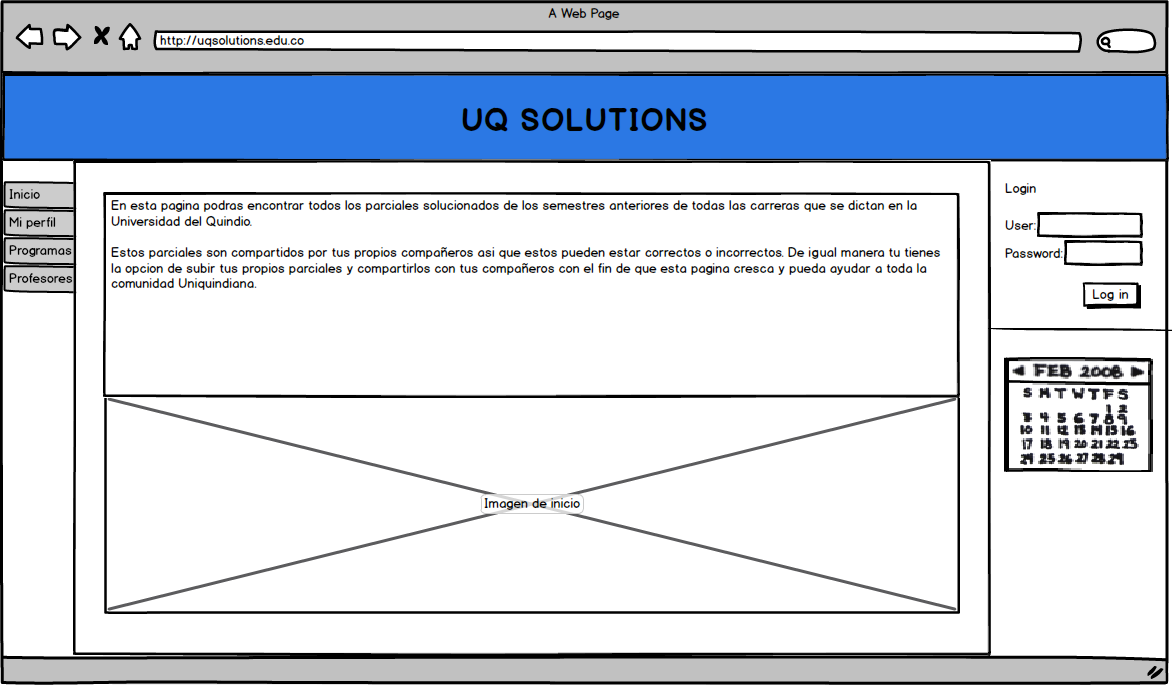 A Web Page
http://uqsolutions.edu.co
UQ SOLUTIONS
Inicio
Mi perfil
Programas
Profesores
En esta pagina podras encontrar todos los parciales solucionados de los semestres anteriores de todas las carreras que se dictan en la
Universidad del Quindio.
Estos parciales son compartidos por tus propios compañeros asi que estos pueden estar correctos o incorrectos. De igual manera tu tienes
la opcion de subir tus propios parciales y compartirlos con tus compañeros con el fin de que esta pagina cresca y pueda ayudar a toda la
comunidad Uniquindiana.
Imagen de inicio
Login
User:
Password:
Log in
FEB 2008
S M T W T F S
1 2
3 4 5 6 7 8 9
10 11 12 13 14 15 16
17 18 19 20 21 22 23
24 25 26 27 28 29